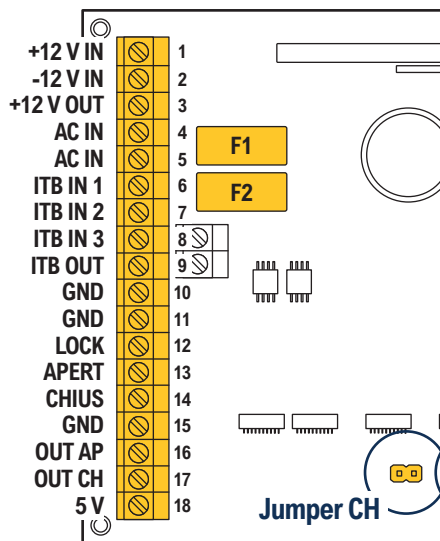 +12 V IN 1
-12 V IN 2
+12 V OUT 3
AC IN 4
F1
AC IN 5
ITB IN 1 6
F2
ITB IN 2 7
ITB IN 3 8
ITB OUT 9
GND 10
GND 11
LOCK 12
APERT 13
CHIUS 14
GND 15
OUT AP 16
OUT CH 17
5 V 18
Jumper CH